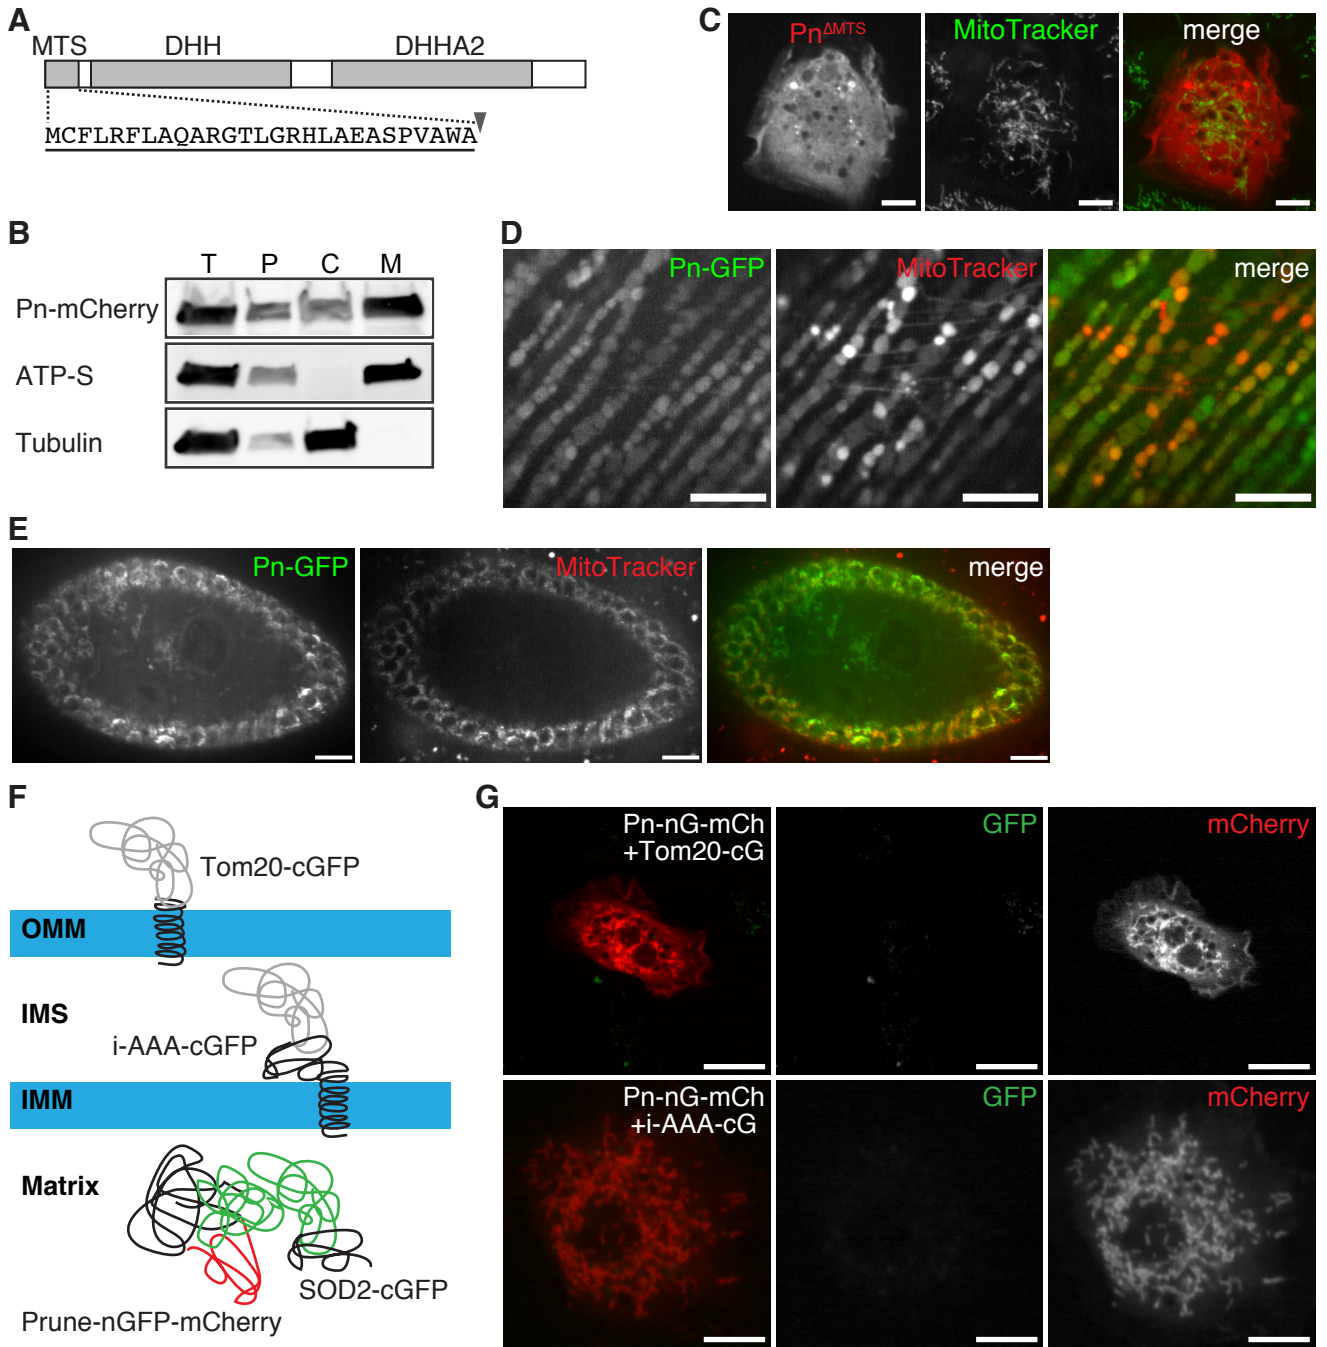 A
MTS DHH DHHA2
MCFLRFLAQARGTLGRHLAEASPVAWA
C
Pn^ΔMTS MitoTracker merge
B
T P C M
Pn-mCherry
ATP-S
Tubulin
D
Pn-GFP MitoTracker merge
E
Pn-GFP MitoTracker merge
F
Tom20-cGFP
OMM
IMS
i-AAA-cGFP
IMM
Matrix
SOD2-cGFP
Prune-nGFP-mCherry
G
Pn-nG-mCh GFP mCherry
+Tom20-cG
Pn-nG-mCh GFP mCherry
+i-AAA-cG